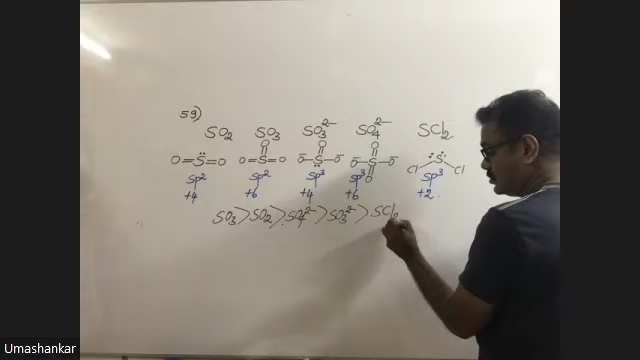 59)
SO2 SO3 SO3 2- SO4 2- SCl2
O=S=O O=S=O O -O-S-O- O -O-S-O- O Cl S Cl
O
sp2 sp2 sp3 sp3 sp3
+4 +6 +4 +6 +2
SO3 > SO2 > SO4 2- > SO3 2- > SCl2
Umashankar